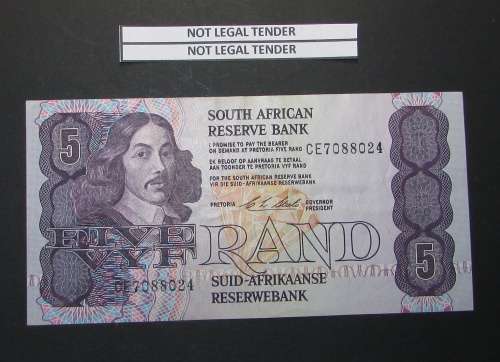 NOT LEGAL TENDER
NOT LEGAL TENDER
SOUTH AFRICAN
RESERVE BANK
I PROMISE TO PAY THE BEARER
ON DEMAND AT PRETORIA FIVE RAND
CE7088024
EK BELOOF OP AANVRAAG TE BETAAL
AAN TOONDER TE PRETORIA VYF RAND
FOR THE SOUTH AFRICAN RESERVE BANK
VIR DIE SUID-AFRIKAANSE RESERWEBANK
PRETORIA
GOVERNOR
PRESIDENT
5
FIVE
VYF
RAND
5
CE7088024
SUID-AFRIKAANSE
RESERWEBANK